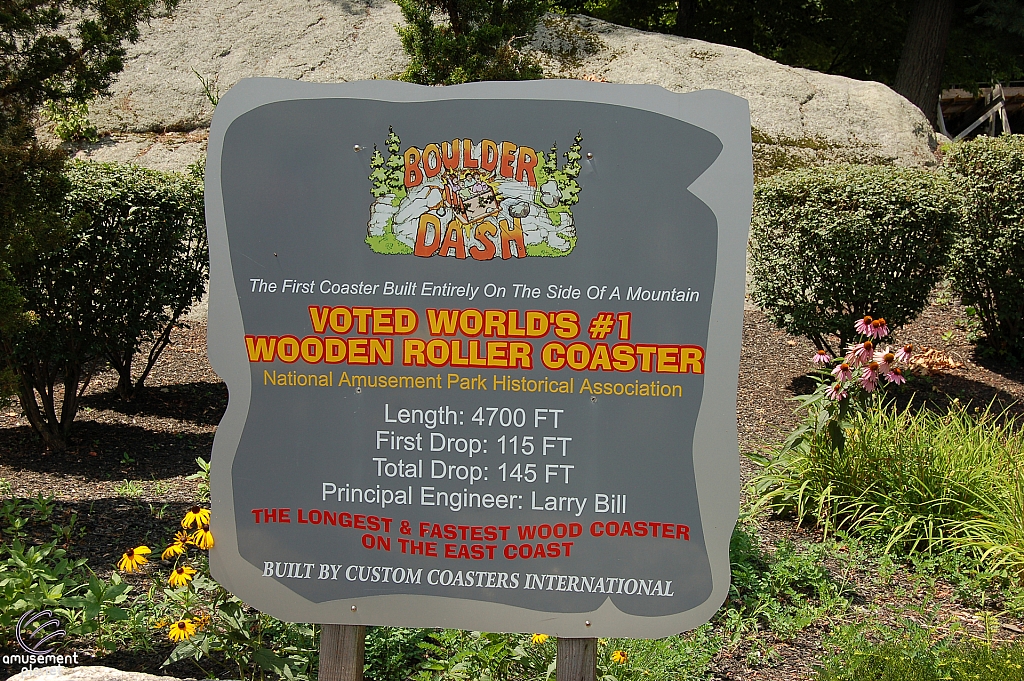 BOULDER
DASH
The First Coaster Built Entirely On The Side Of A Mountain
VOTED WORLD'S #1
WOODEN ROLLER COASTER
National Amusement Park Historical Association
Length: 4700 FT
First Drop: 115 FT
Total Drop: 145 FT
Principal Engineer: Larry Bill
THE LONGEST & FASTEST WOOD COASTER
ON THE EAST COAST
BUILT BY CUSTOM COASTERS INTERNATIONAL
amusement